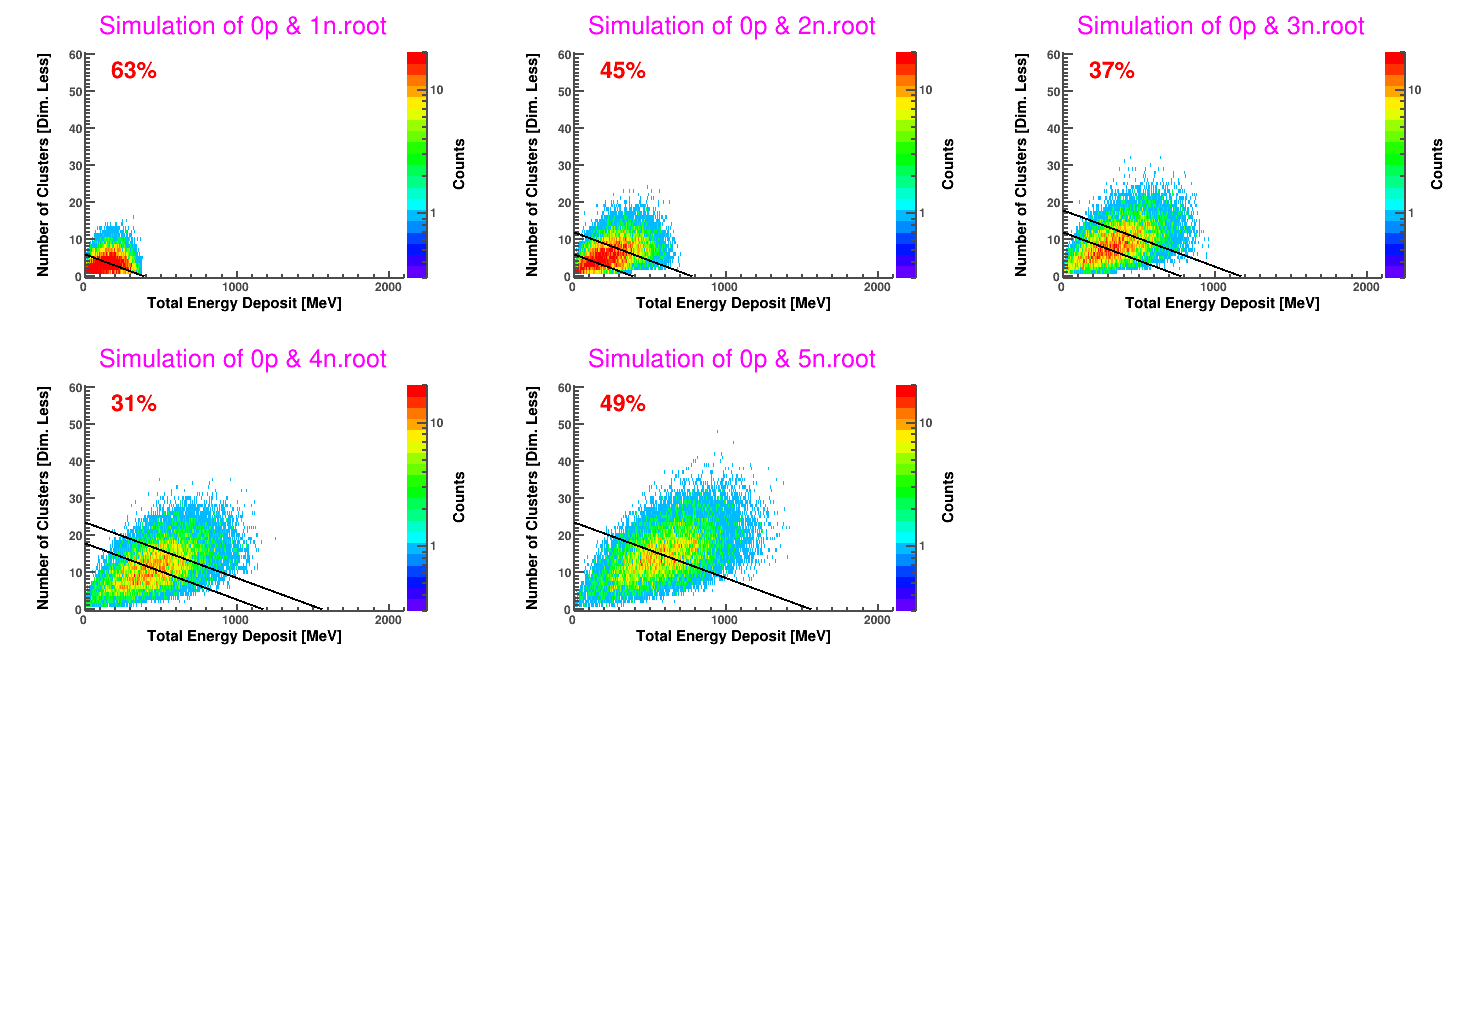 Simulation of 0p & 1n.root
63%
Number of Clusters [Dim. Less]
60
50
40
30
20
10
0
0 1000 2000
Total Energy Deposit [MeV]
10
1
Counts
Simulation of 0p & 2n.root
45%
Number of Clusters [Dim. Less]
60
50
40
30
20
10
0
0 1000 2000
Total Energy Deposit [MeV]
10
1
Counts
Simulation of 0p & 3n.root
37%
Number of Clusters [Dim. Less]
60
50
40
30
20
10
0
0 1000 2000
Total Energy Deposit [MeV]
10
1
Counts
Simulation of 0p & 4n.root
31%
Number of Clusters [Dim. Less]
60
50
40
30
20
10
0
0 1000 2000
Total Energy Deposit [MeV]
10
1
Counts
Simulation of 0p & 5n.root
49%
Number of Clusters [Dim. Less]
60
50
40
30
20
10
0
0 1000 2000
Total Energy Deposit [MeV]
10
1
Counts